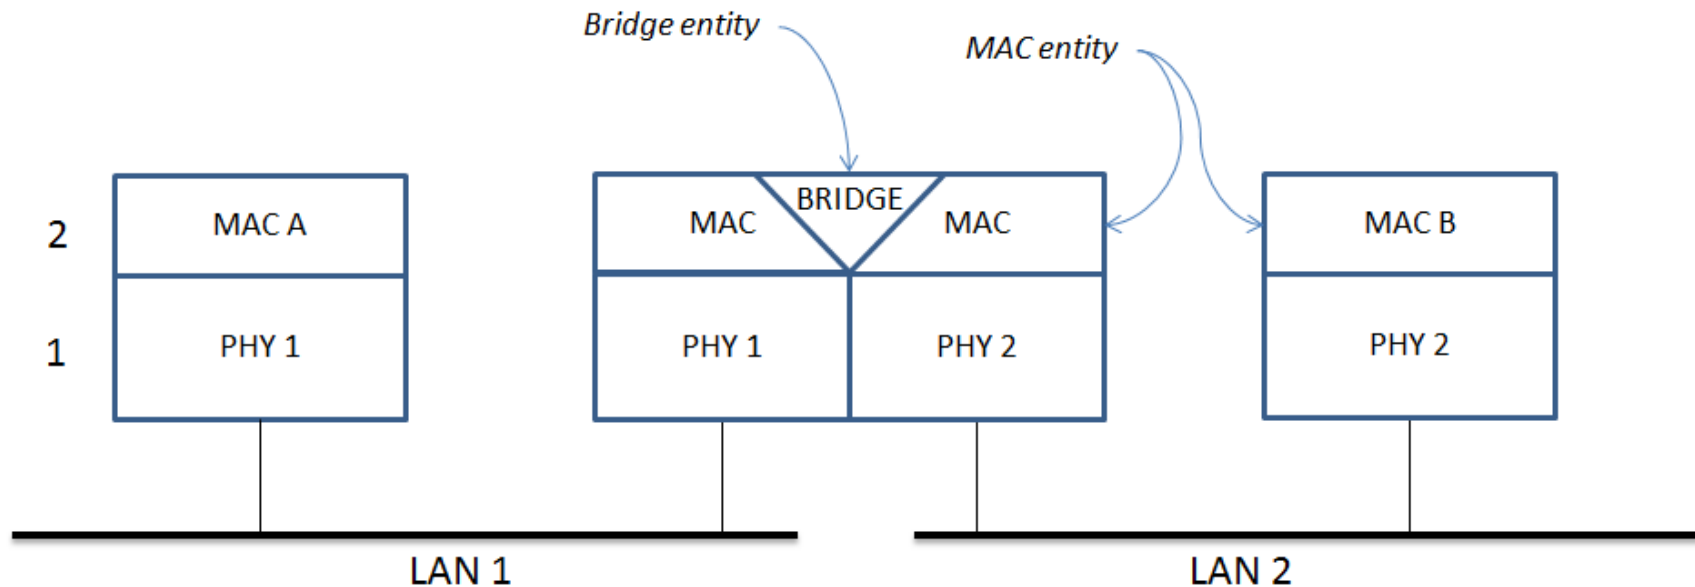 Bridge entity
MAC entity
2
MAC A
MAC
BRIDGE
MAC
MAC B
1
PHY 1
PHY 1
PHY 2
PHY 2
LAN 1
LAN 2